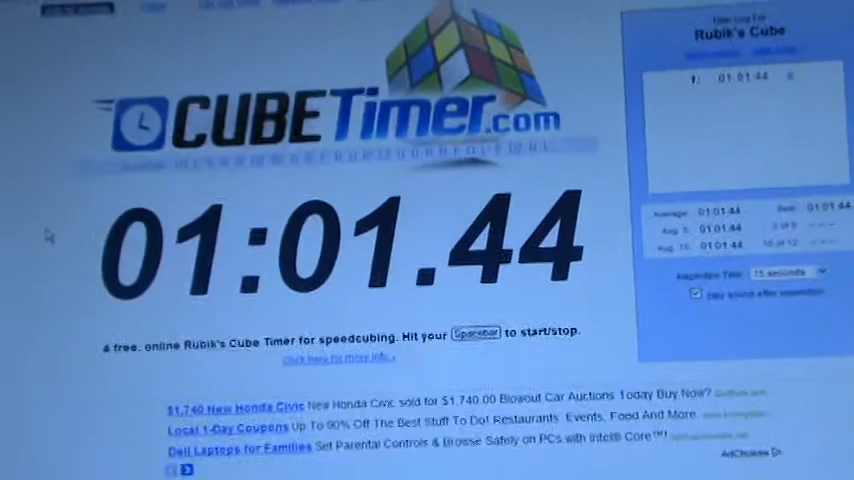 Rubik's Cube
1: 01:01.44
CUBETimer.com
01:01.44
Average: 01:01.44 Best: 01:01.44
Avg. 5: 01:01.44
Avg. 10: 01:01.44
Inspection Time: 15 seconds
play sound after inspection
A free, online Rubik's Cube Timer for speedcubing. Hit your Spacebar to start/stop.
Click here for more info.
$1,740 New Honda Civic New Honda Civic sold for $1,740.00 Blowout Car Auctions Today Buy Now?
Local 1-Day Coupons Up To 90% Off The Best Stuff To Do! Restaurants, Events, Food And More.
Dell Laptops for Families Set Parental Controls & Browse Safely on PCs with Intel® Core™!
AdChoices